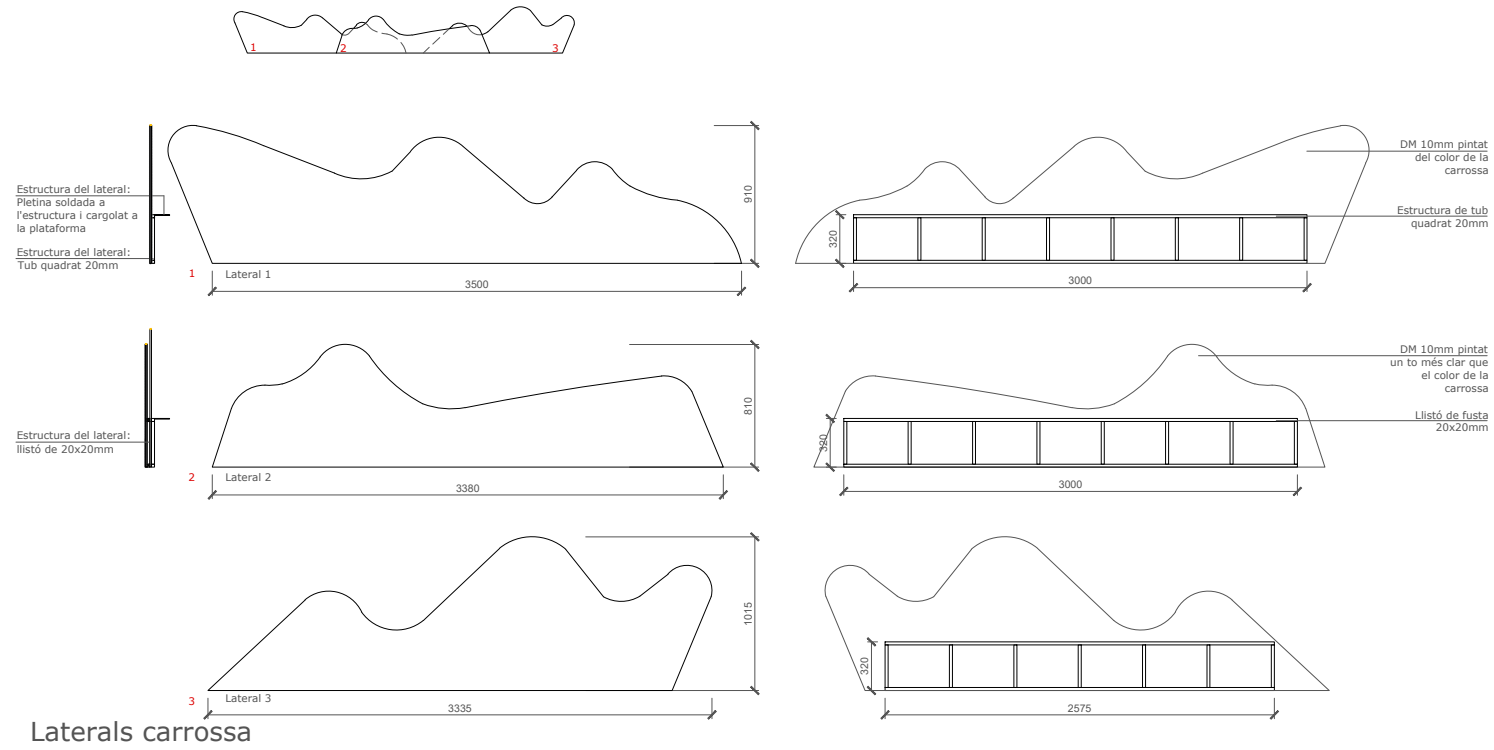 1
2
3
Estructura del lateral:
Pletina soldada a
l'estructura i cargolat a
la plataforma
Estructura del lateral:
Tub quadrat 20mm
1
Lateral 1
3500
910
320
3000
DM 10mm pintat
del color de la
carrossa
Estructura de tub
quadrat 20mm
Estructura del lateral:
llistó de 20x20mm
2
Lateral 2
3380
810
320
3000
DM 10mm pintat
un to més clar que
el color de la
carrossa
Llistó de fusta
20x20mm
3
Lateral 3
3335
1015
320
2575
Laterals carrossa